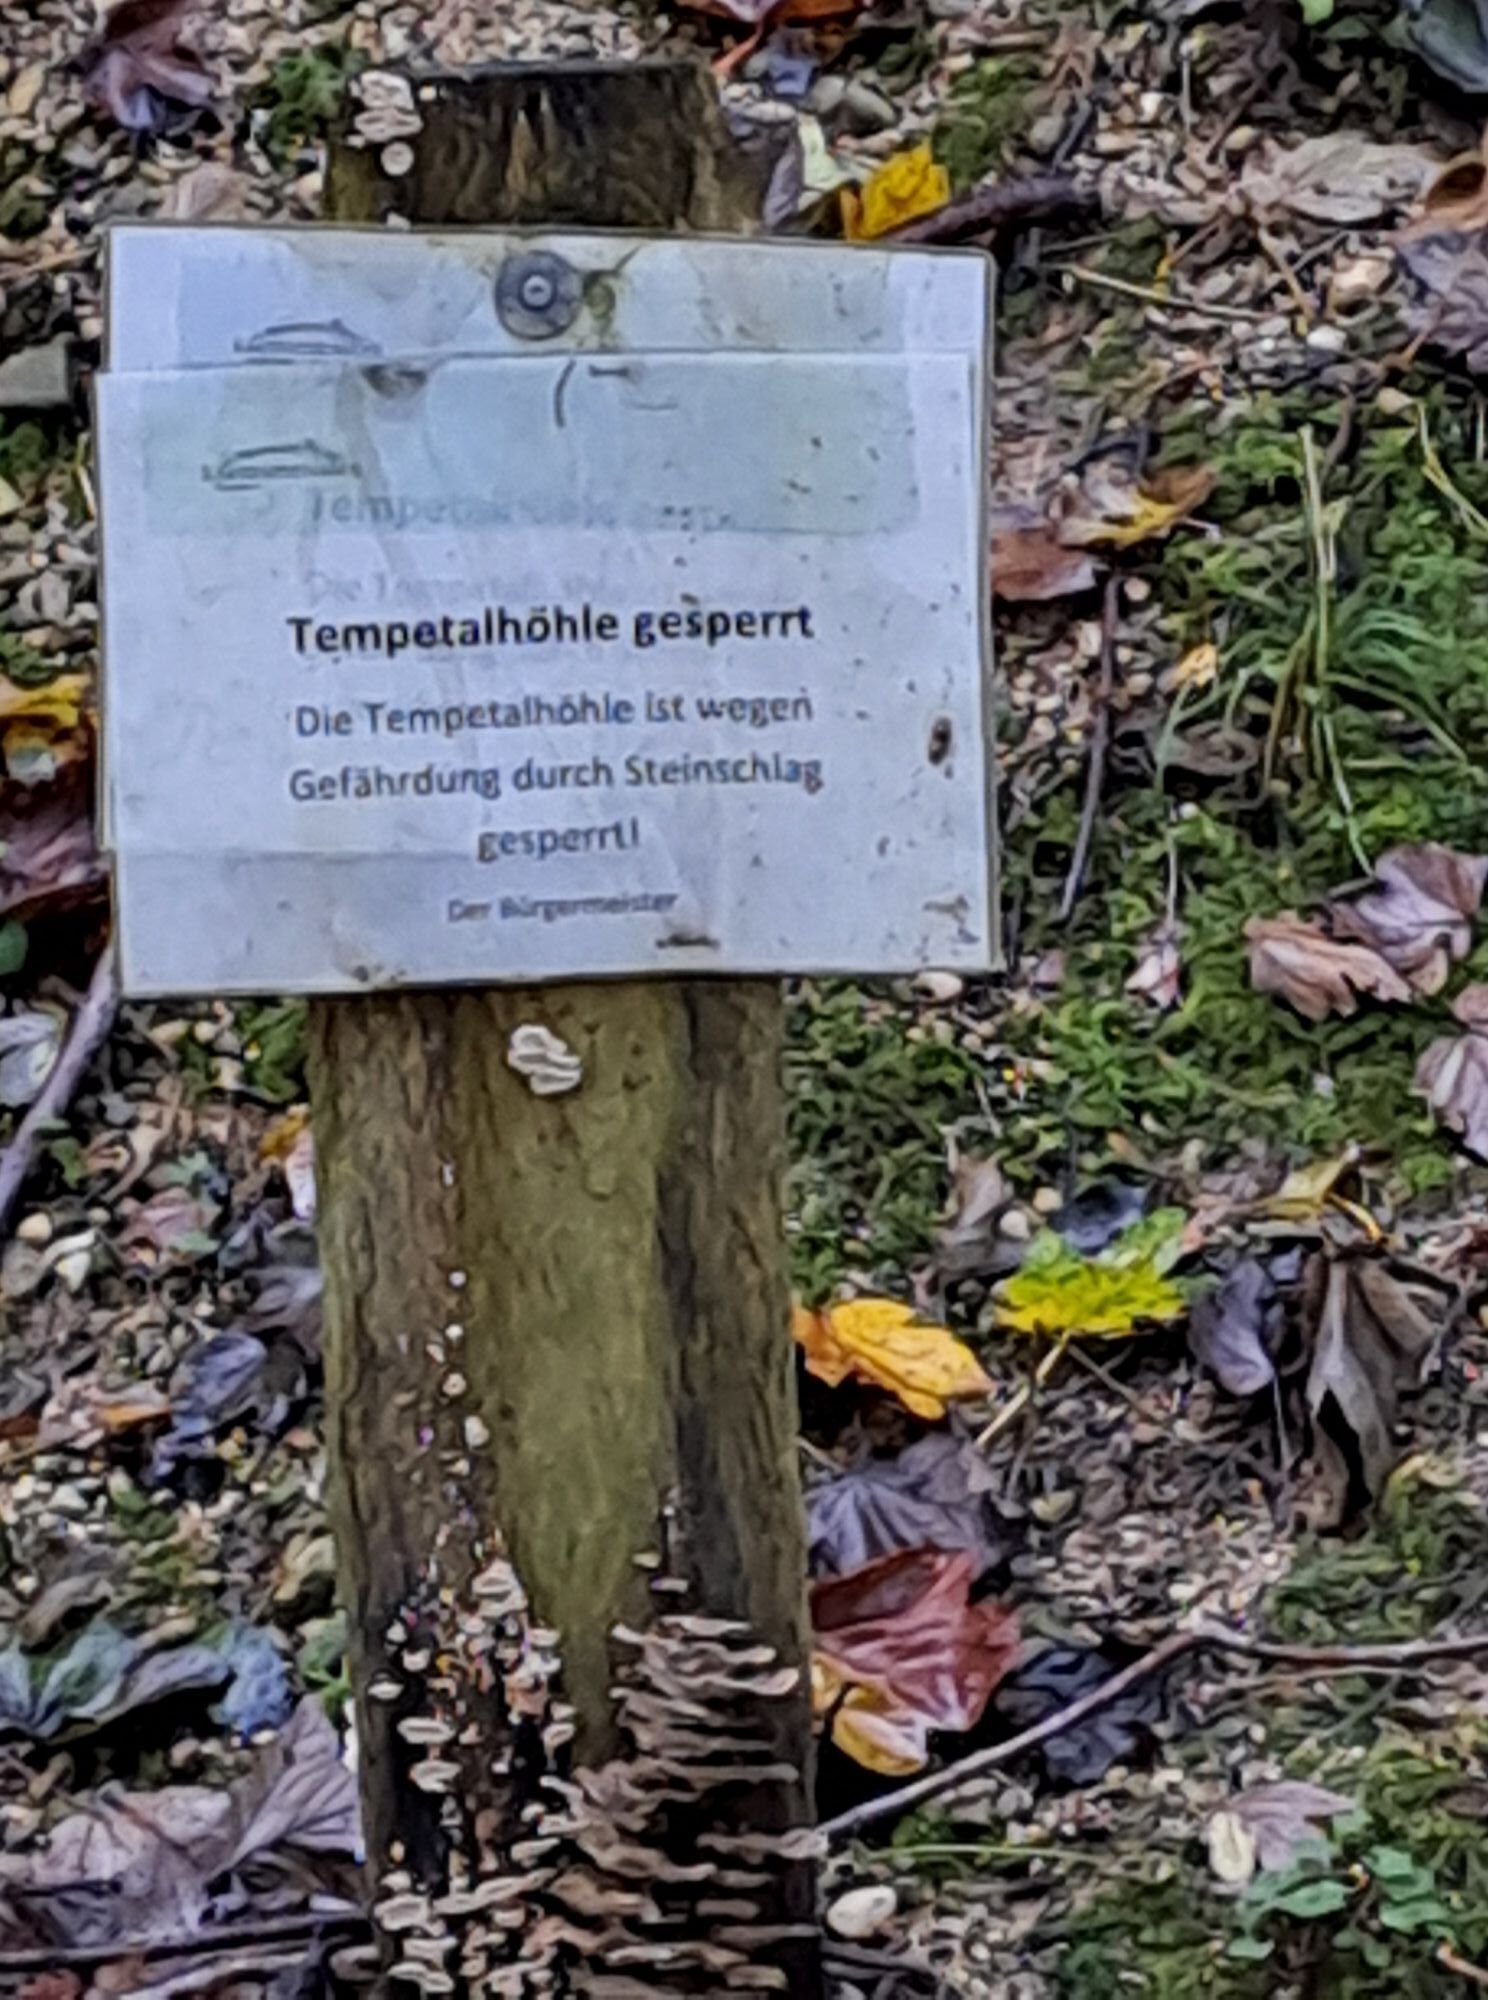 Tempetalhöhle gesperrt
Die Tempetalhöhle ist wegen
Gefährdung durch Steinschlag
gesperrt!
Der Bürgermeister